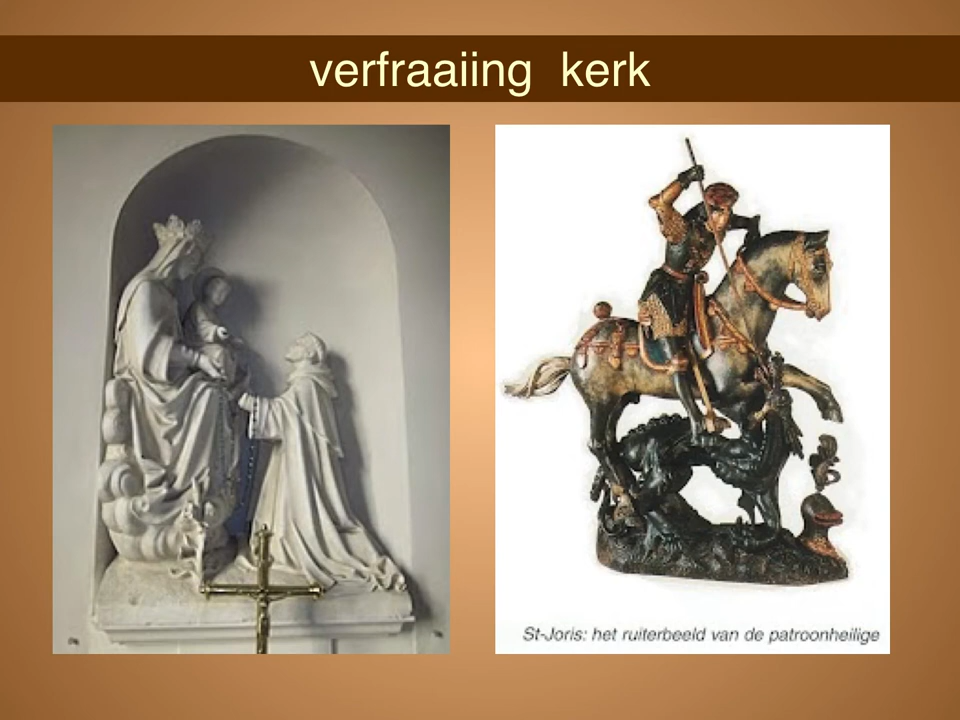 verfraaiing kerk
St-Joris: het ruiterbeeld van de patroonheilige